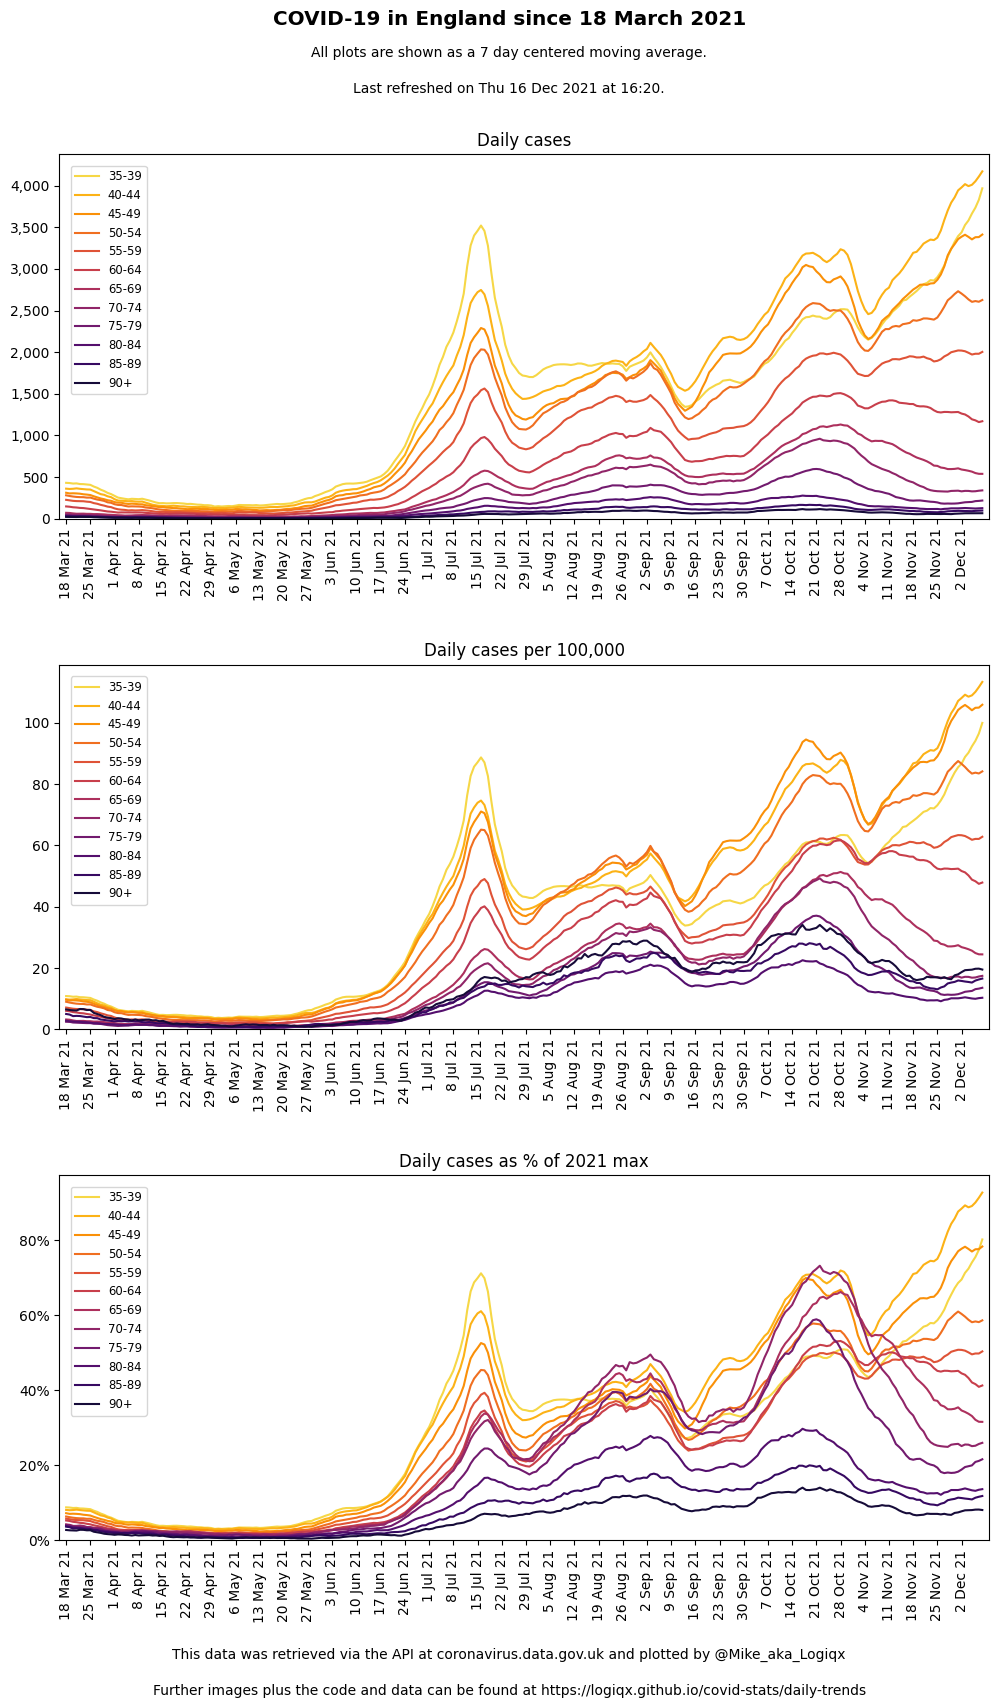 COVID-19 in England since 18 March 2021
All plots are shown as a 7 day centered moving average.
Last refreshed on Thu 16 Dec 2021 at 16:20.
Daily cases
4,000
3,500
3,000
2,500
2,000
1,500
1,000
500
0
35-39
40-44
45-49
50-54
55-59
60-64
65-69
70-74
75-79
80-84
85-89
90+
18 Mar 21
25 Mar 21
1 Apr 21
8 Apr 21
15 Apr 21
22 Apr 21
29 Apr 21
6 May 21
13 May 21
20 May 21
27 May 21
3 Jun 21
10 Jun 21
17 Jun 21
24 Jun 21
1 Jul 21
8 Jul 21
15 Jul 21
22 Jul 21
29 Jul 21
5 Aug 21
12 Aug 21
19 Aug 21
26 Aug 21
2 Sep 21
9 Sep 21
16 Sep 21
23 Sep 21
30 Sep 21
7 Oct 21
14 Oct 21
21 Oct 21
28 Oct 21
4 Nov 21
11 Nov 21
18 Nov 21
25 Nov 21
2 Dec 21
Daily cases per 100,000
100
80
60
40
20
0
35-39
40-44
45-49
50-54
55-59
60-64
65-69
70-74
75-79
80-84
85-89
90+
18 Mar 21
25 Mar 21
1 Apr 21
8 Apr 21
15 Apr 21
22 Apr 21
29 Apr 21
6 May 21
13 May 21
20 May 21
27 May 21
3 Jun 21
10 Jun 21
17 Jun 21
24 Jun 21
1 Jul 21
8 Jul 21
15 Jul 21
22 Jul 21
29 Jul 21
5 Aug 21
12 Aug 21
19 Aug 21
26 Aug 21
2 Sep 21
9 Sep 21
16 Sep 21
23 Sep 21
30 Sep 21
7 Oct 21
14 Oct 21
21 Oct 21
28 Oct 21
4 Nov 21
11 Nov 21
18 Nov 21
25 Nov 21
2 Dec 21
Daily cases as % of 2021 max
80%
60%
40%
20%
0%
35-39
40-44
45-49
50-54
55-59
60-64
65-69
70-74
75-79
80-84
85-89
90+
18 Mar 21
25 Mar 21
1 Apr 21
8 Apr 21
15 Apr 21
22 Apr 21
29 Apr 21
6 May 21
13 May 21
20 May 21
27 May 21
3 Jun 21
10 Jun 21
17 Jun 21
24 Jun 21
1 Jul 21
8 Jul 21
15 Jul 21
22 Jul 21
29 Jul 21
5 Aug 21
12 Aug 21
19 Aug 21
26 Aug 21
2 Sep 21
9 Sep 21
16 Sep 21
23 Sep 21
30 Sep 21
7 Oct 21
14 Oct 21
21 Oct 21
28 Oct 21
4 Nov 21
11 Nov 21
18 Nov 21
25 Nov 21
2 Dec 21
This data was retrieved via the API at coronavirus.data.gov.uk and plotted by @Mike_aka_Logiqx
Further images plus the code and data can be found at https://logiqx.github.io/covid-stats/daily-trends